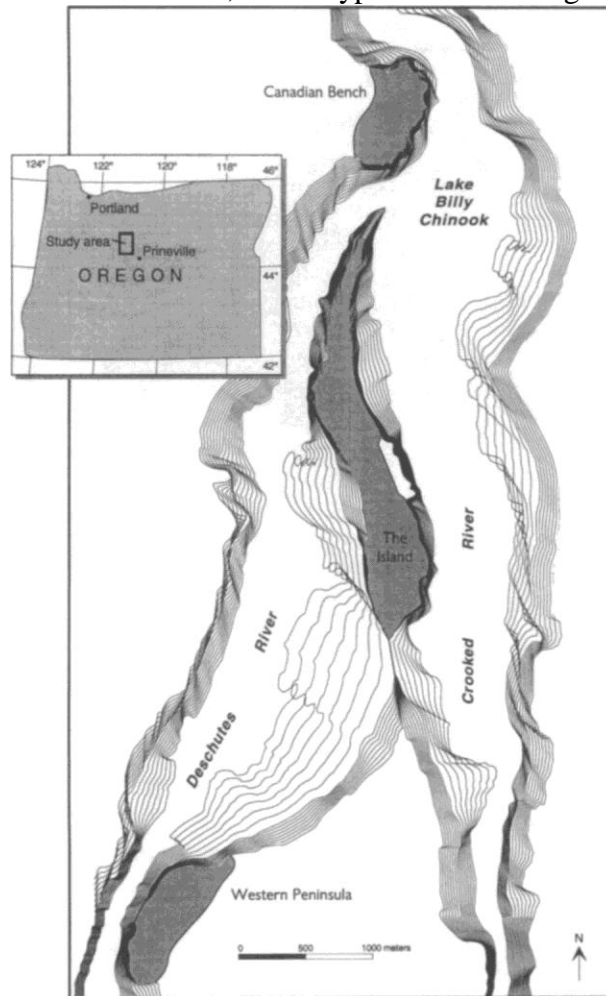 Canadian Bench
124°
122°
120°
118°
46°
Portland
Study area
Prineville
OREGON
44°
42°
Lake
Billy
Chinook
The
Island
River
Crooked
River
Deschutes
Western Peninsula
0 500 1000 meters
N